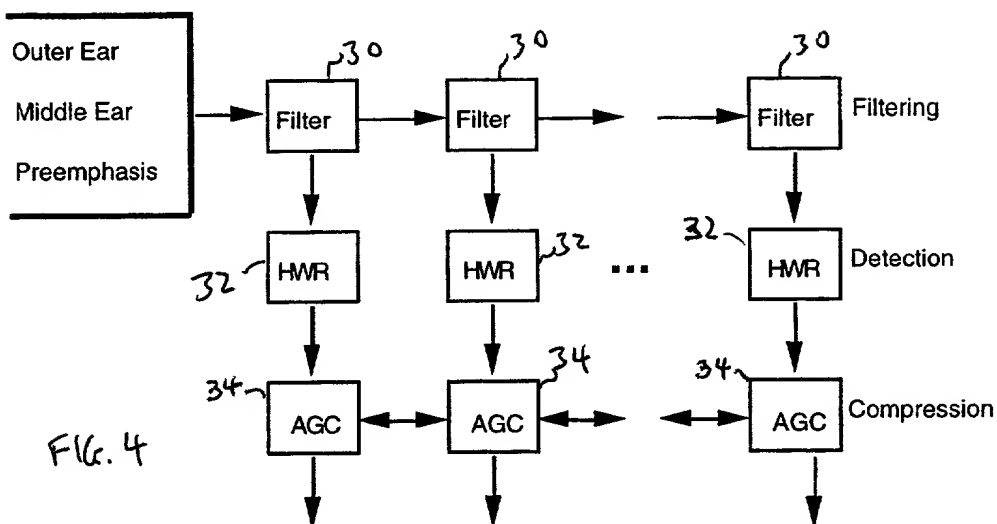 Outer Ear
Middle Ear
Preemphasis
30 30 30
Filter Filter Filter Filtering
32 32 32
HWR HWR ... HWR Detection
34 34 34
AGC AGC AGC Compression
FIG. 4